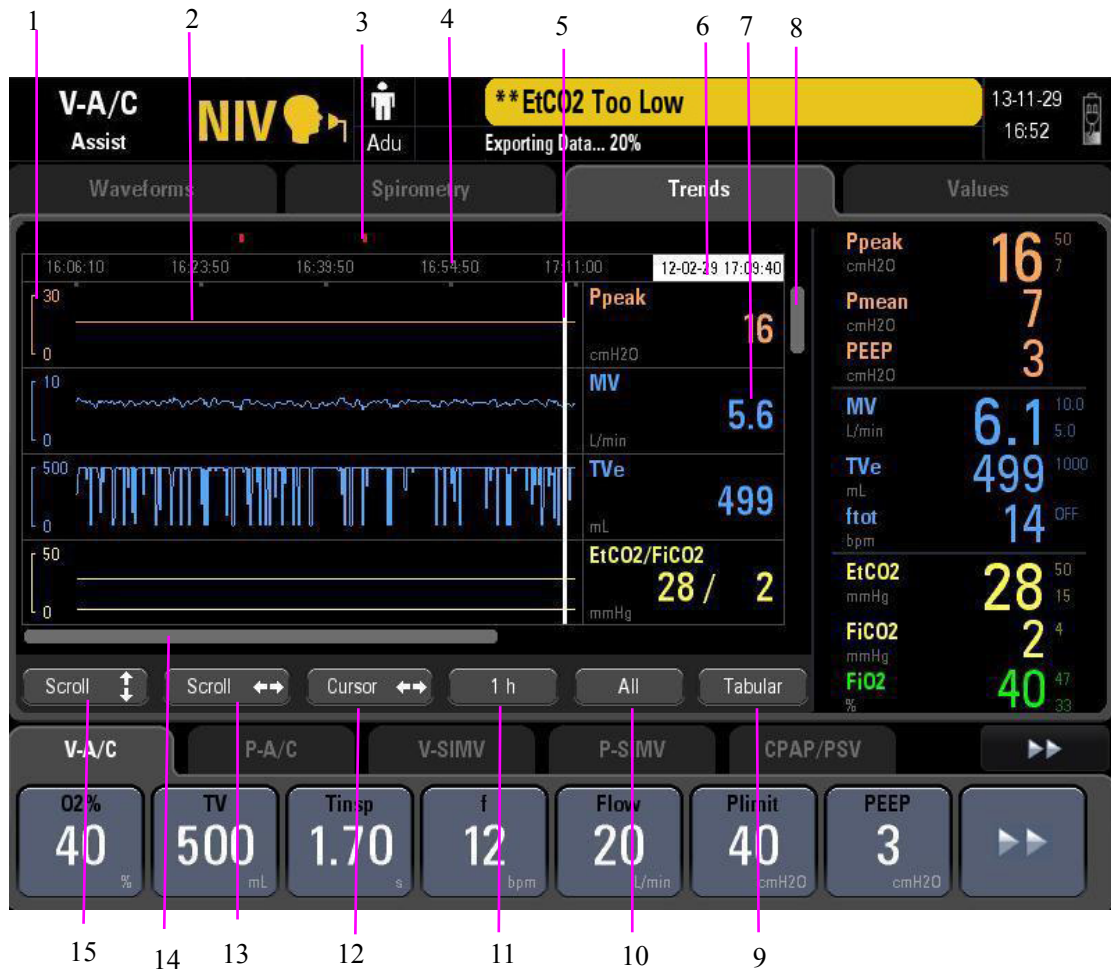 1 2 3 4 5 6 7 8
V-A/C
Assist
NIV
Adu
**EtCO2 Too Low
Exporting Data... 20%
13-11-29
16:52
Waveforms Spirometry Trends Values
16:06:10 16:23:50 16:39:50 16:54:50 17:11:00 12-02-29 17:09:40
30
0
Ppeak
16
cmH2O
10
0
MV
5.6
L/min
500
0
TVe
499
mL
50
0
EtCO2/FiCO2
28 / 2
mmHg
Ppeak
cmH2O
16
50
7
Pmean
cmH2O
7
PEEP
cmH2O
3
MV
L/min
6.1
10.0
5.0
TVe
mL
499
1000
ftot
bpm
14
OFF
EtCO2
mmHg
28
50
15
FiCO2
mmHg
2
4
FiO2
%
40
47
33
Scroll Scroll Cursor 1 h All Tabular
V-A/C P-A/C V-SIMV P-SIMV CPAP/PSV
O2%
40
%
TV
500
mL
Tinsp
1.70
s
f
12
bpm
Flow
20
L/min
Plimit
40
cmH2O
PEEP
3
cmH2O
15 14 13 12 11 10 9